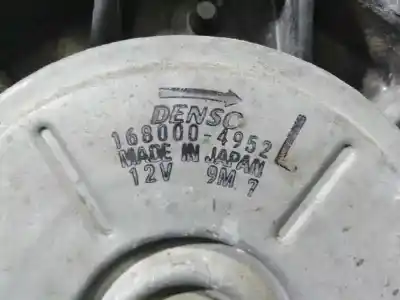 DENSO
168000-4952
L
MADE IN JAPAN
12V 9M 7